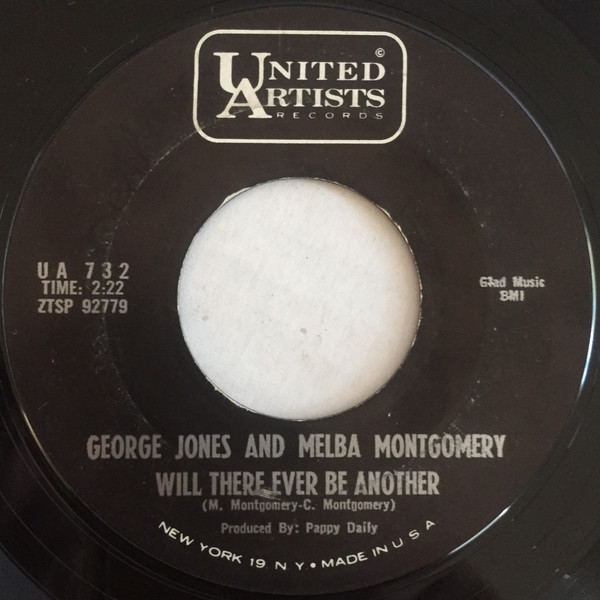 ©
UNITED
ARTISTS
RECORDS
UA 732
TIME: 2:22
ZTSP 92779
Glad Music
BMI
GEORGE JONES AND MELBA MONTGOMERY
WILL THERE EVER BE ANOTHER
(M. Montgomery-C. Montgomery)
Produced By: Pappy Daily
NEW YORK 19 N Y • MADE IN U S A